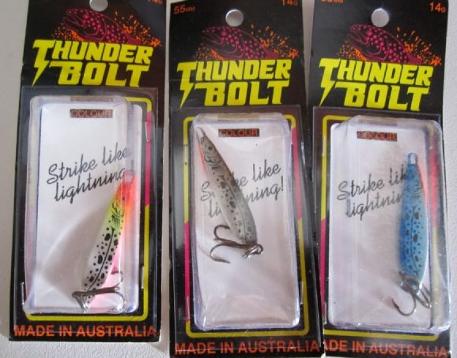 THUNDER
BOLT
COLOUR
Strike like
lightning!
MADE IN AUSTRALIA
55mm 14g
THUNDER
BOLT
COLOUR
Strike like
lightning!
MADE IN AUSTRALIA
14g
THUNDER
BOLT
COLOUR
Strike like
lightning
MADE IN AUSTRALIA